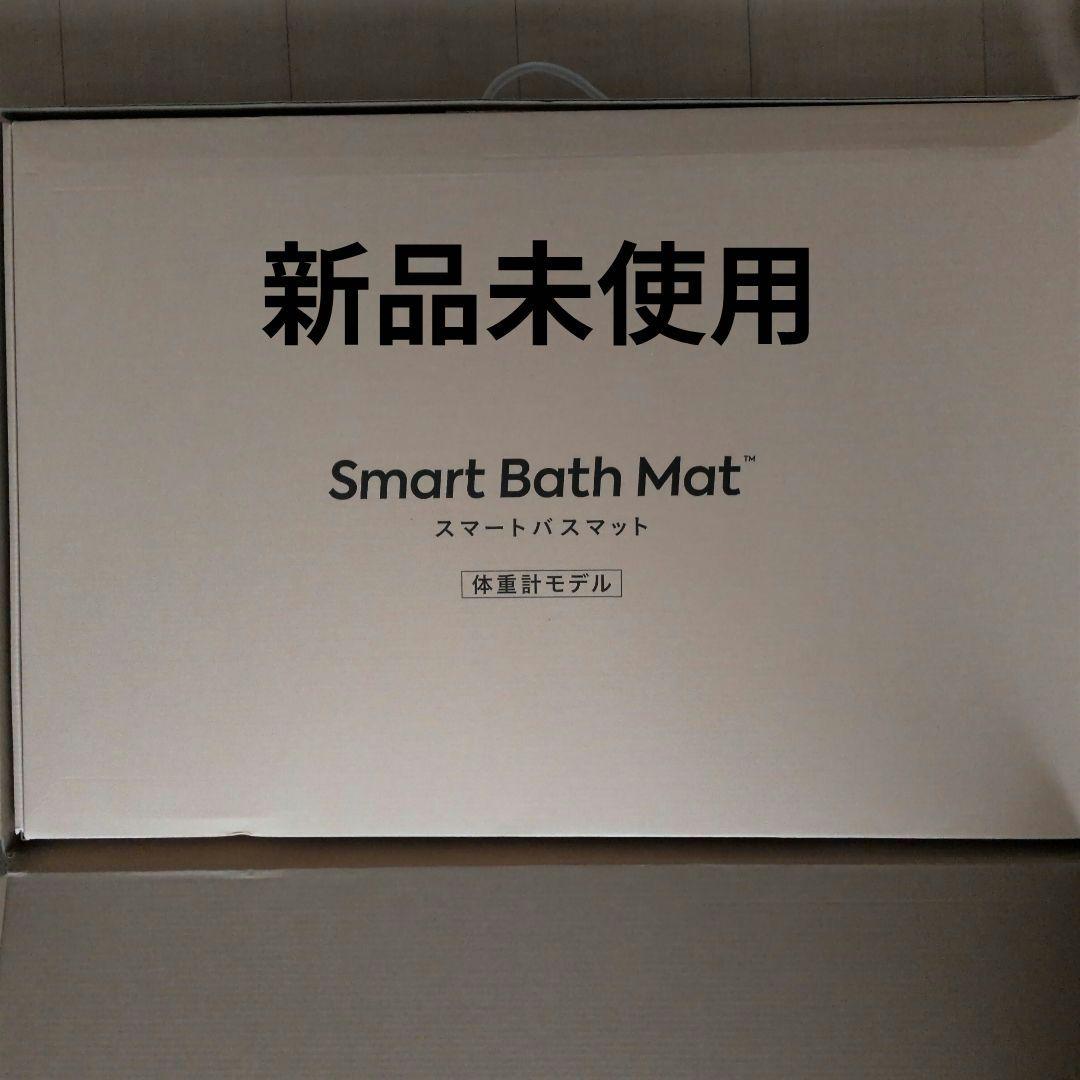 新品未使用
Smart Bath Mat™
スマートバスマット
体重計モデル